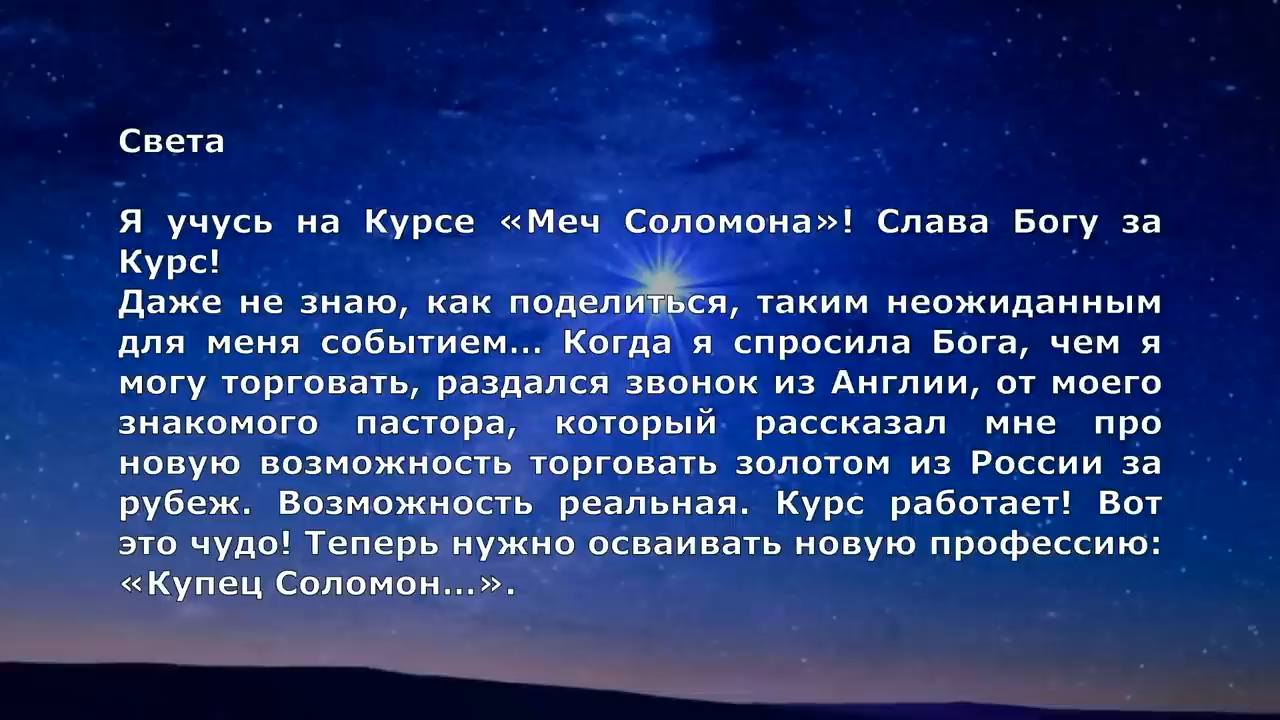 Света
Я учусь на Курсе «Меч Соломона»! Слава Богу за
Курс!
Даже не знаю, как поделиться, таким неожиданным
для меня событием... Когда я спросила Бога, чем я
могу торговать, раздался звонок из Англии, от моего
знакомого пастора, который рассказал мне про
новую возможность торговать золотом из России за
рубеж. Возможность реальная. Курс работает! Вот
это чудо! Теперь нужно осваивать новую профессию:
«Купец Соломон...».